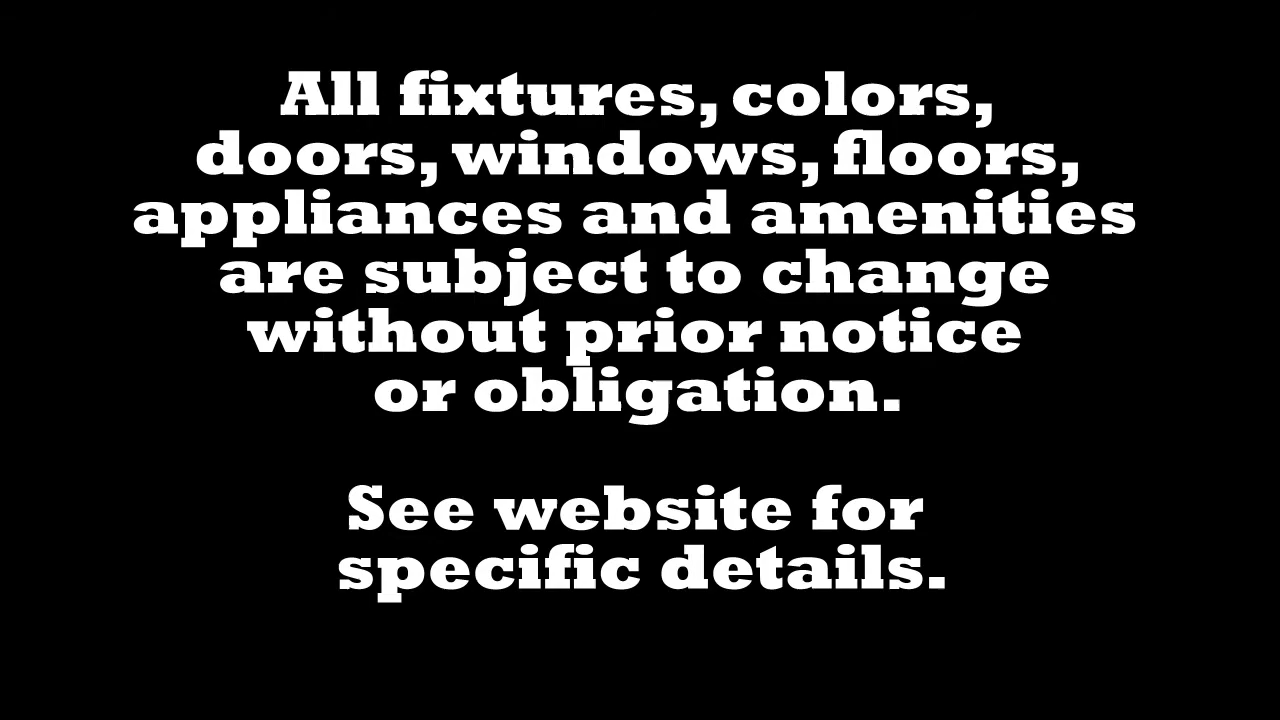 All fixtures, colors,
doors, windows, floors,
appliances and amenities
are subject to change
without prior notice
or obligation.
See website for
specific details.